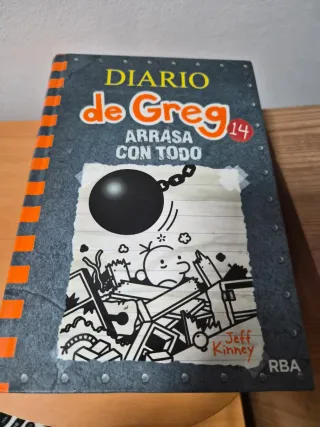 DIARIO
de Greg
14
ARRASA
CON TODO
Jeff
Kinney
RBA